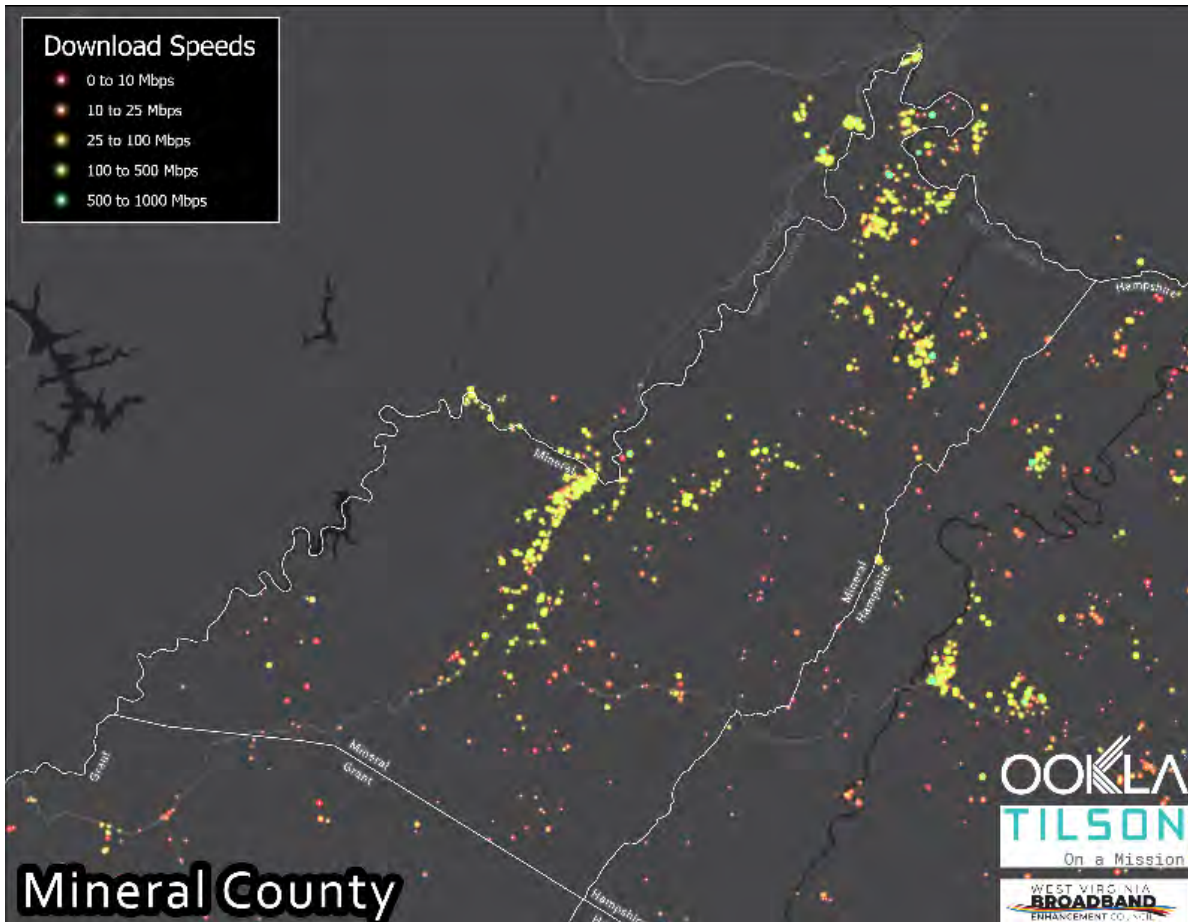 Download Speeds
0 to 10 Mbps
10 to 25 Mbps
25 to 100 Mbps
100 to 500 Mbps
500 to 1000 Mbps
Hampshire
Mineral
Mineral
Hampshire
Grant
Mineral
Grant
Hampshire
Mineral County
OOKLA
TILSON
On a Mission
WEST VIRGINIA
BROADBAND
ENHANCEMENT COUNCIL